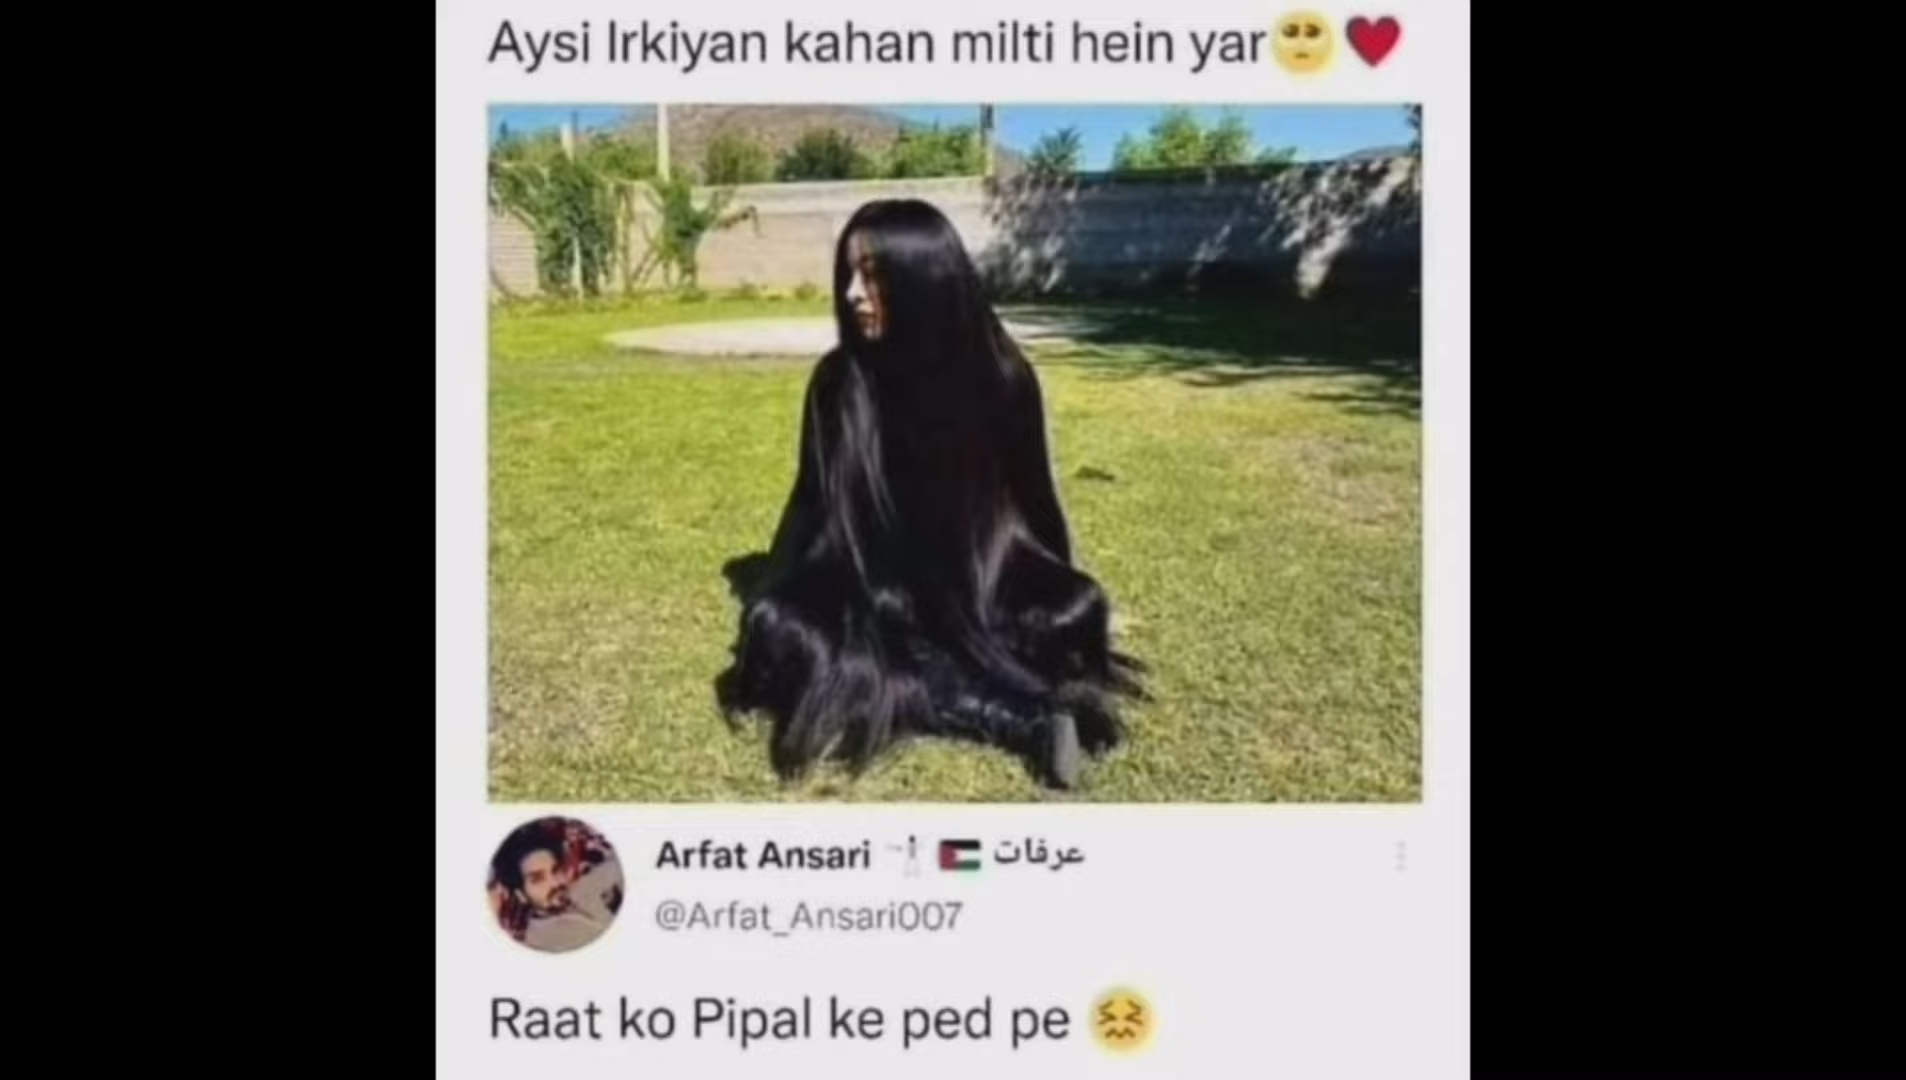 Aysi lrkiyan kahan milti hein yar🥺♥️
Arfat Ansari 🇵🇸 عرفات
@Arfat_Ansari007
Raat ko Pipal ke ped pe 😖